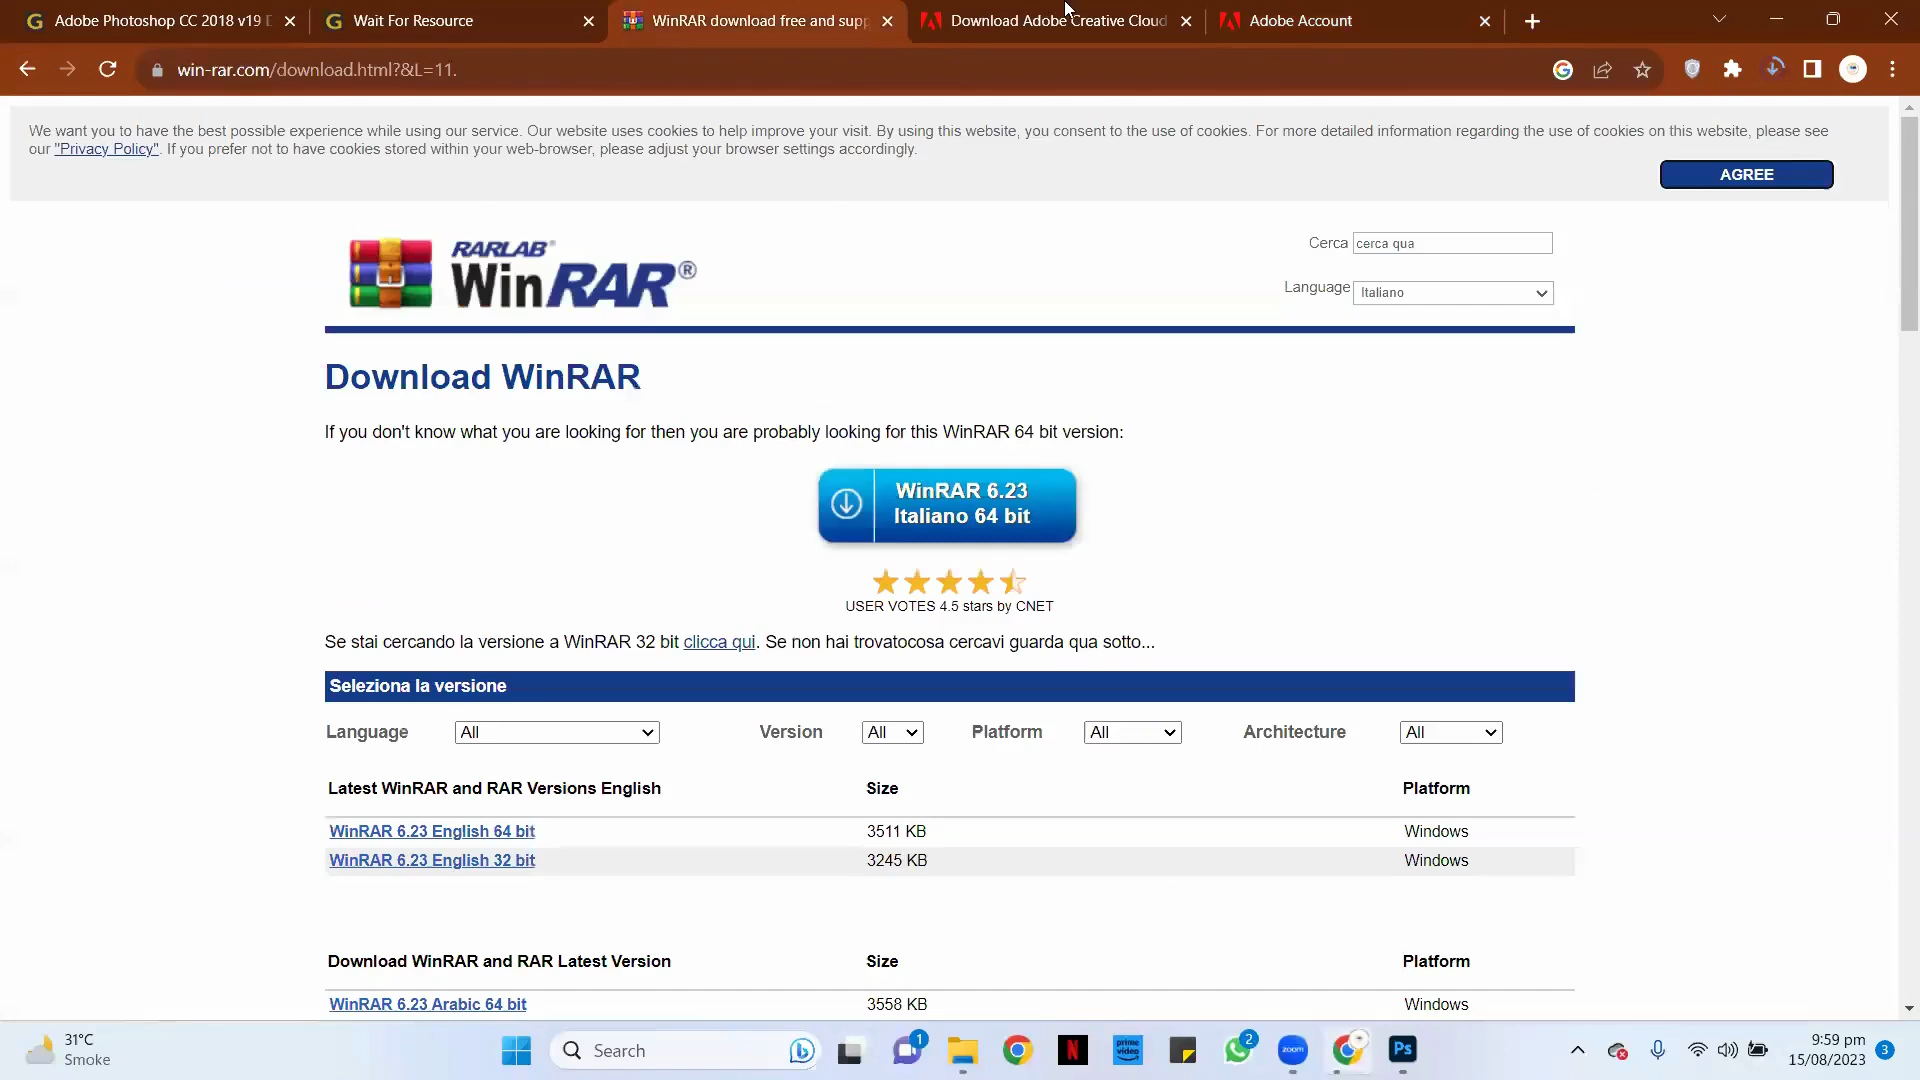 Adobe Photoshop CC 2018 v19
Wait For Resource
WinRAR download free and supp
Download Adobe Creative Cloud
Adobe Account
win-rar.com/download.html?&L=11.
We want you to have the best possible experience while using our service. Our website uses cookies to help improve your visit. By using this website, you consent to the use of cookies. For more detailed information regarding the use of cookies on this website, please see
our "Privacy Policy". If you prefer not to have cookies stored within your web-browser, please adjust your browser settings accordingly.
AGREE
RARLAB®
WinRAR®
Cerca cerca qua
Language Italiano
Download WinRAR
If you don't know what you are looking for then you are probably looking for this WinRAR 64 bit version:
WinRAR 6.23
Italiano 64 bit
USER VOTES 4.5 stars by CNET
Se stai cercando la versione a WinRAR 32 bit clicca qui. Se non hai trovatocosa cercavi guarda qua sotto...
Seleziona la versione
Language All Version All Platform All Architecture All
Latest WinRAR and RAR Versions English Size Platform
WinRAR 6.23 English 64 bit 3511 KB Windows
WinRAR 6.23 English 32 bit 3245 KB Windows
Download WinRAR and RAR Latest Version Size Platform
WinRAR 6.23 Arabic 64 bit 3558 KB Windows
31°C
Smoke
Search
1
N
prime video
2
zoom
Ps
9:59 pm
15/08/2023
3